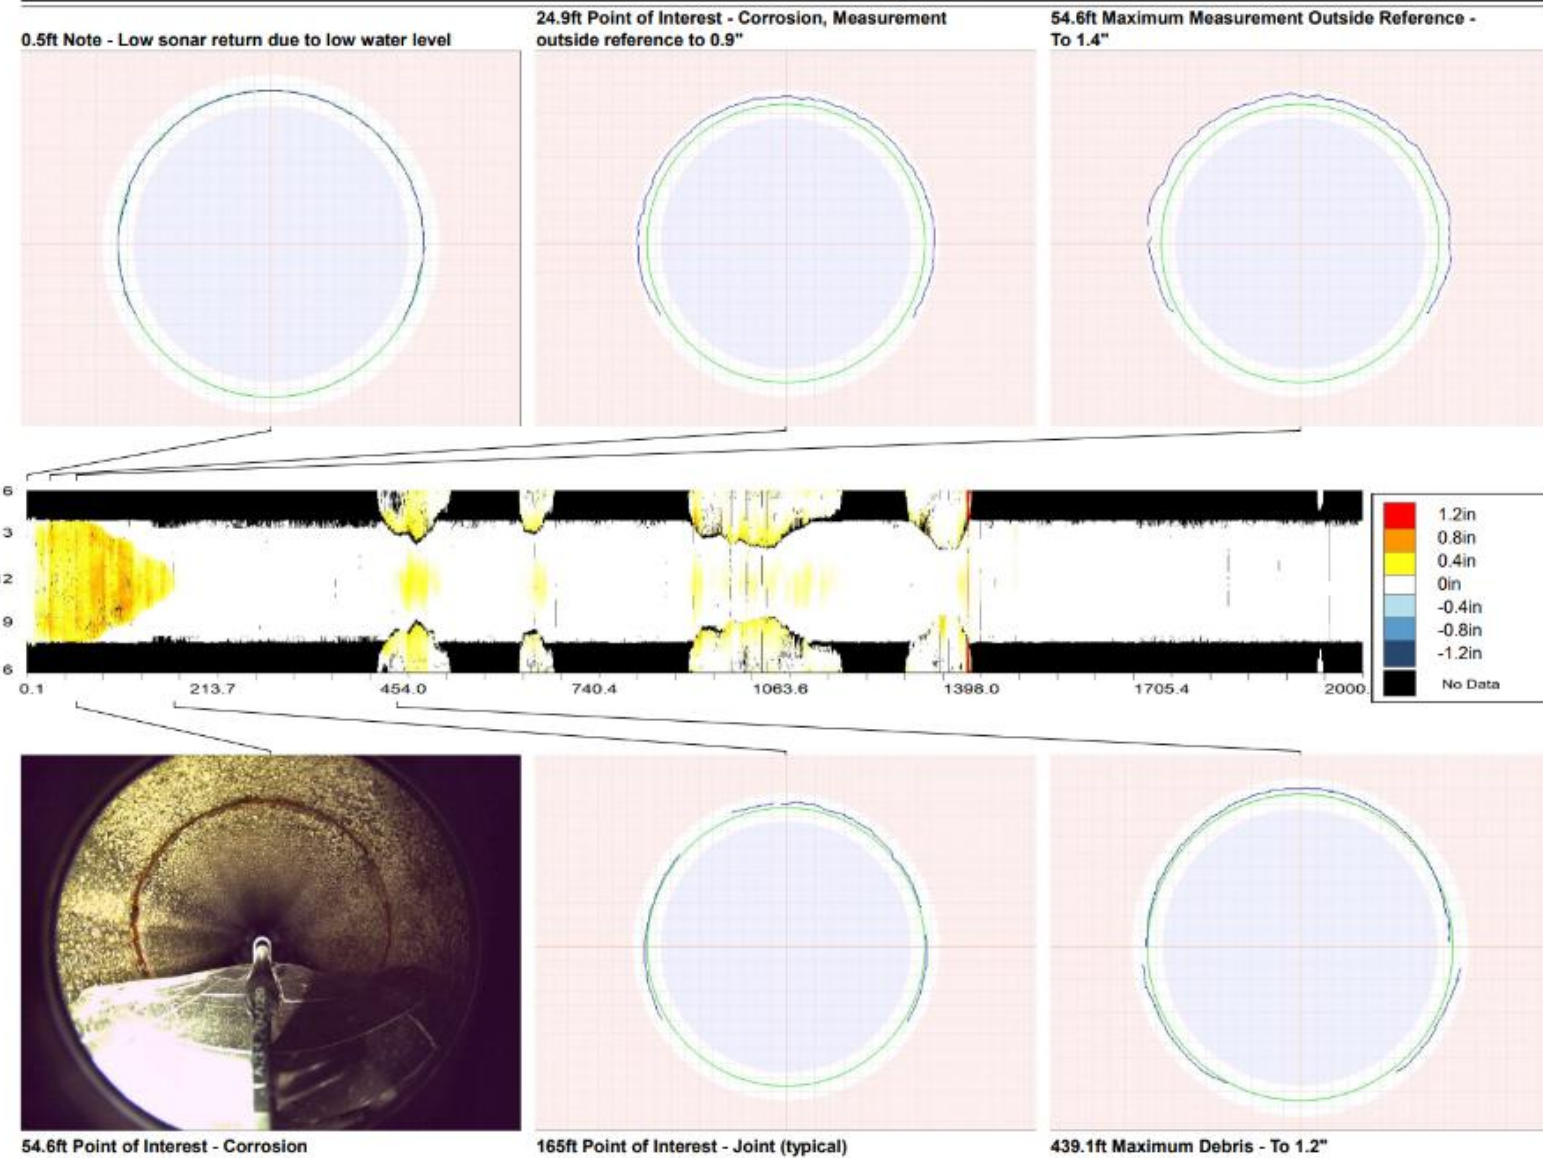 0.5ft Note - Low sonar return due to low water level
24.9ft Point of Interest - Corrosion, Measurement
outside reference to 0.9"
54.6ft Maximum Measurement Outside Reference -
To 1.4"
6
3
2
9
6
0.1 213.7 454.0 740.4 1063.6 1398.0 1705.4 2000.
1.2in
0.8in
0.4in
0in
-0.4in
-0.8in
-1.2in
No Data
54.6ft Point of Interest - Corrosion
165ft Point of Interest - Joint (typical)
439.1ft Maximum Debris - To 1.2"